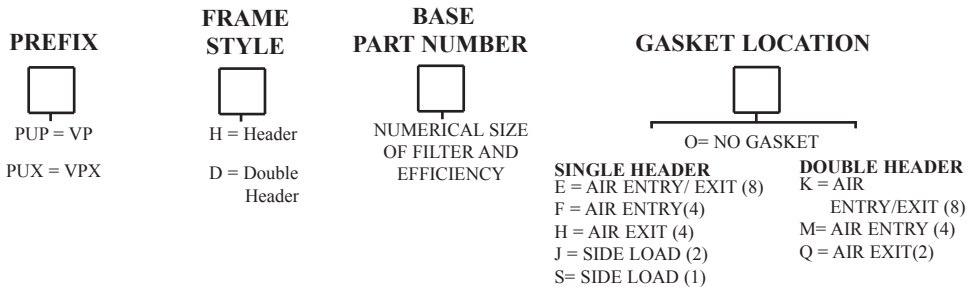 PREFIX
PUP = VP
PUX = VPX
FRAME
STYLE
H = Header
D = Double
Header
BASE
PART NUMBER
NUMERICAL SIZE
OF FILTER AND
EFFICIENCY
GASKET LOCATION
O= NO GASKET
SINGLE HEADER
E = AIR ENTRY/ EXIT (8)
F = AIR ENTRY(4)
H = AIR EXIT (4)
J = SIDE LOAD (2)
S= SIDE LOAD (1)
DOUBLE HEADER
K = AIR
ENTRY/EXIT (8)
M= AIR ENTRY (4)
Q = AIR EXIT(2)